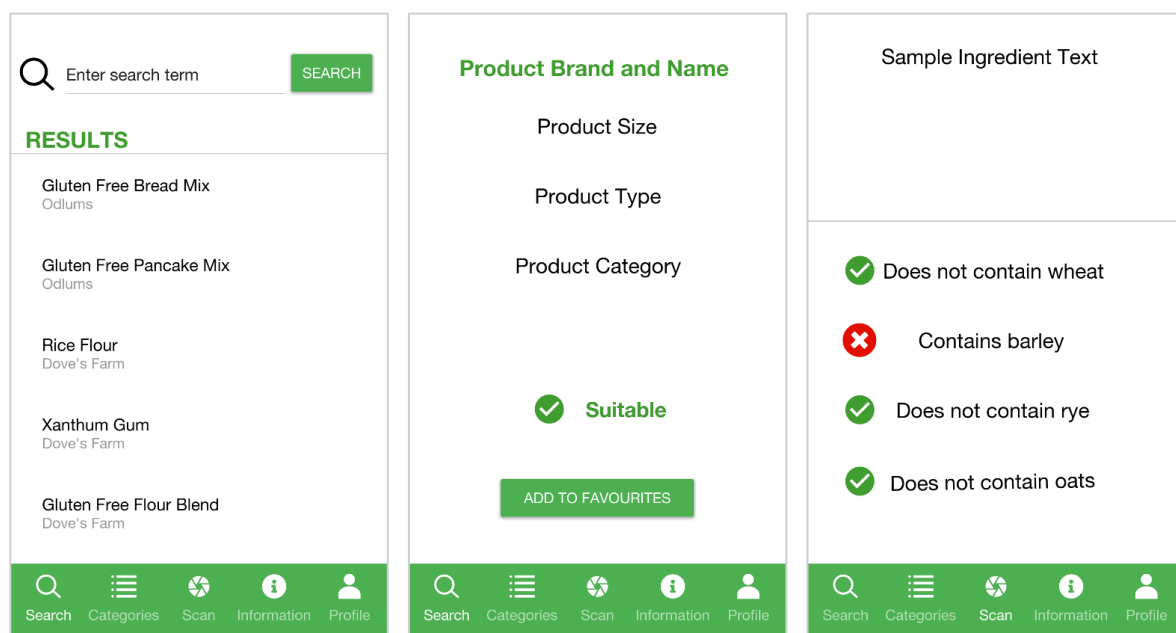 Enter search term
SEARCH
RESULTS
Gluten Free Bread Mix
Odlums
Gluten Free Pancake Mix
Odlums
Rice Flour
Dove's Farm
Xanthum Gum
Dove's Farm
Gluten Free Flour Blend
Dove's Farm
Search Categories Scan Information Profile
Product Brand and Name
Product Size
Product Type
Product Category
Suitable
ADD TO FAVOURITES
Search Categories Scan Information Profile
Sample Ingredient Text
Does not contain wheat
Contains barley
Does not contain rye
Does not contain oats
Search Categories Scan Information Profile